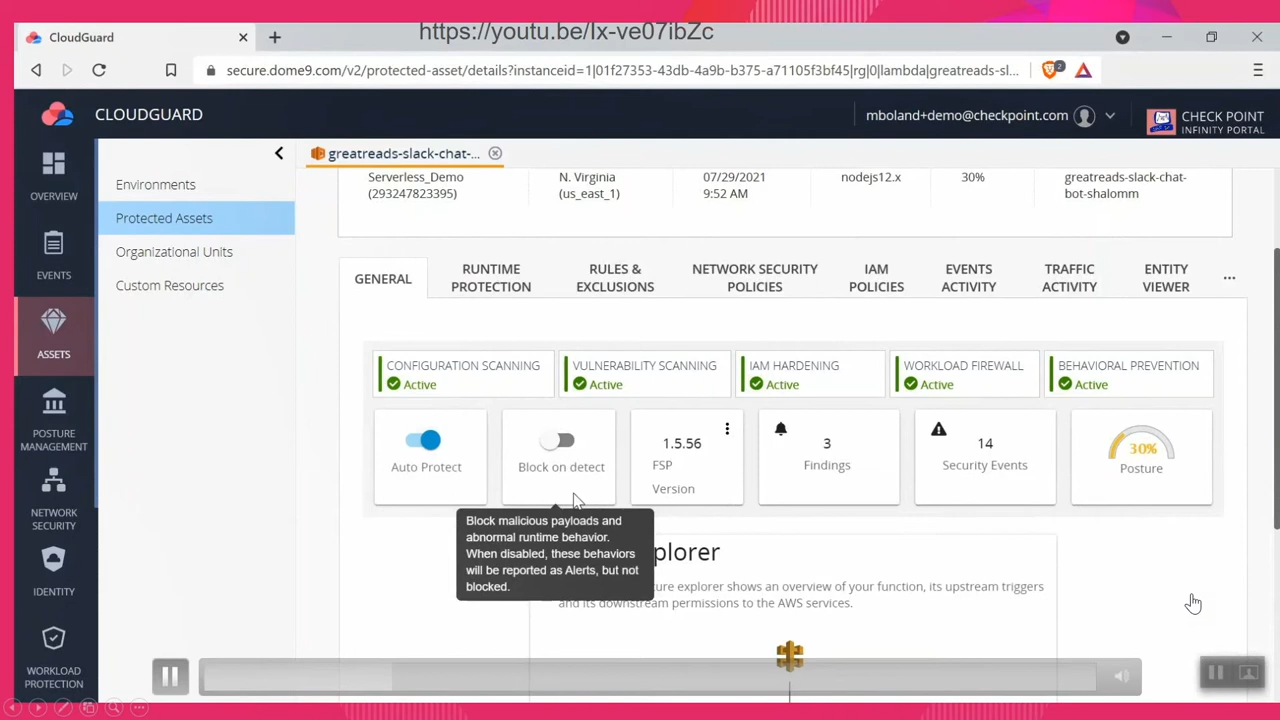 https://youtu.be/Ix-ve07ibZc
CloudGuard
secure.dome9.com/v2/protected-asset/details?instanceid=1|01f27353-43db-4a9b-b375-a71105f3bf45|rg|0|lambda|greatreads-sl...
2
CLOUDGUARD
mboland+demo@checkpoint.com
CHECK POINT
INFINITY PORTAL
OVERVIEW
EVENTS
ASSETS
POSTURE
MANAGEMENT
NETWORK
SECURITY
IDENTITY
WORKLOAD
PROTECTION
Environments
Protected Assets
Organizational Units
Custom Resources
greatreads-slack-chat-...
Serverless_Demo
(293247823395)
N. Virginia
(us_east_1)
07/29/2021
9:52 AM
nodejs12.x
30%
greatreads-slack-chat-
bot-shalomm
GENERAL
RUNTIME
PROTECTION
RULES &
EXCLUSIONS
NETWORK SECURITY
POLICIES
IAM
POLICIES
EVENTS
ACTIVITY
TRAFFIC
ACTIVITY
ENTITY
VIEWER
...
CONFIGURATION SCANNING
Active
VULNERABILITY SCANNING
Active
IAM HARDENING
Active
WORKLOAD FIREWALL
Active
BEHAVIORAL PREVENTION
Active
Auto Protect
Block on detect
1.5.56
FSP
Version
3
Findings
14
Security Events
30%
Posture
Block malicious payloads and
abnormal runtime behavior.
When disabled, these behaviors
will be reported as Alerts, but not
blocked.
plorer
ture explorer shows an overview of your function, its upstream triggers
and its downstream permissions to the AWS services.